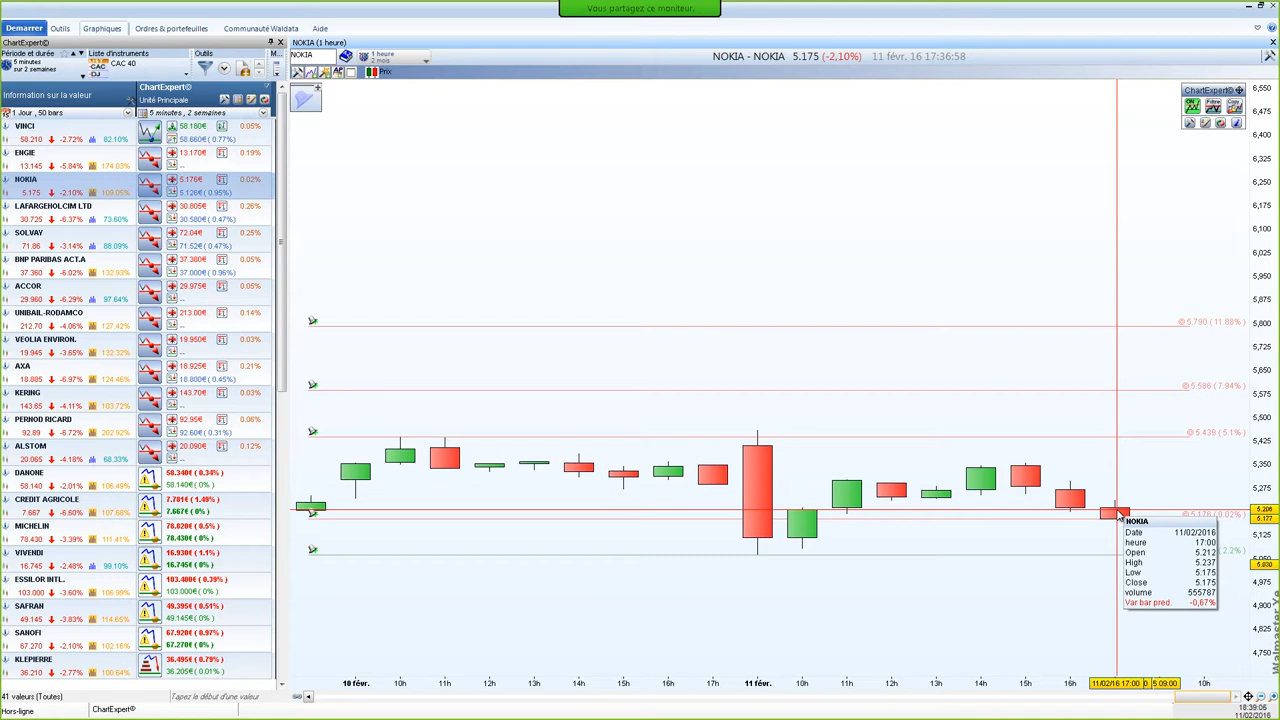 Vous partagez ce moniteur.
Demarrer Outils Graphiques Ordres & portefeuilles Communauté Waldata Aide
ChartExpert©
NOKIA (1 heure)
Période et durée Liste d'instruments Outils M...
5 minutes
sur 2 semaines
CAC 40
NOKIA
1 heure
2 mois
NOKIA - NOKIA 5.175 (-2,10%) 11 févr. 16 17:36:58
Prix
Information sur la valeur
ChartExpert©
Unité Principale
1 Jour , 50 bars
5 minutes, 2 semaines
VINCI 58.180€ 0.05%
58.210 -2.72% 82.10% 58.660€ ( 0.77%)
ENGIE 13.170€ 0.19%
13.145 -5.84% 174.03% --
NOKIA 5.176€ 0.02%
5.175 -2.10% 109.05% 5.126€ ( 0.95%)
LAFARGEHOLCIM LTD 30.805€ 0.26%
30.725 -6.37% 73.60% 30.580€ ( 0.47%)
SOLVAY 72.04€ 0.25%
71.86 -3.14% 88.09% 71.52€ ( 0.47%)
BNP PARIBAS ACT.A 37.380€ 0.05%
37.360 -6.02% 132.93% 37.000€ ( 0.96%)
ACCOR 29.975€ 0.05%
29.960 -6.29% 97.64% --
UNIBAIL-RODAMCO 213.00€ 0.14%
212.70 -4.06% 127.42% --
VEOLIA ENVIRON. 19.950€ 0.03%
19.945 -3.65% 132.32% --
AXA 18.925€ 0.21%
18.885 -6.97% 124.46% 18.800€ ( 0.45%)
KERING 143.70€ 0.03%
143.65 -4.11% 103.72% --
PERNOD RICARD 92.95€ 0.06%
92.89 -6.72% 202.92% 92.60€ ( 0.31%)
ALSTOM 20.090€ 0.12%
20.065 -4.18% 68.33% --
DANONE 58.340€ ( 0.34% )
58.140 -2.01% 106.49% 58.140€ ( 0% )
CREDIT AGRICOLE 7.781€ ( 1.49% )
7.667 -6.60% 107.68% 7.667€ ( 0% )
MICHELIN 78.820€ ( 0.5% )
78.430 -3.39% 111.41% 78.430€ ( 0% )
VIVENDI 16.930€ ( 1.1% )
16.745 -2.48% 99.10% 16.745€ ( 0% )
ESSILOR INTL. 103.400€ ( 0.39% )
103.000 -3.60% 106.99% 103.000€ ( 0% )
SAFRAN 49.395€ ( 0.51% )
49.145 -3.83% 114.65% 49.145€ ( 0% )
SANOFI 67.920€ ( 0.97% )
67.270 -2.10% 102.16% 67.270€ ( 0% )
KLEPIERRE 36.495€ ( 0.79% )
36.210 -2.77% 100.64% 36.205€ ( 0.01% )
41 valeurs (Toutes) Tapez le début d'une valeur
Hors-ligne ChartExpert©
ChartExpert©
ON Filtre Copy
6,550
6,475
6,400
6,325
6,250
6,175
6,100
6,025
5,950
5,875
5,800
5,725
5,650
5,575
5,500
5,425
5,350
5,275
5.206
5.177
5,125
5.030
4,975
4,900
4,825
4,750
5.790 ( 11.88% )
5.586 ( 7.94% )
5.439 ( 5.1% )
5.176 ( 0.02% )
2.2% )
NOKIA
Date 11/02/2016
heure 17:00
Open 5.212
High 5.237
Low 5.175
Close 5.175
volume 555787
Var bar pred. -0,67%
10 févr. 10h 11h 12h 13h 14h 15h 16h 17h 11 févr. 10h 11h 12h 13h 14h 15h 16h 11/02/16 17:00 09:00 10h
18:39:05
11/02/2016